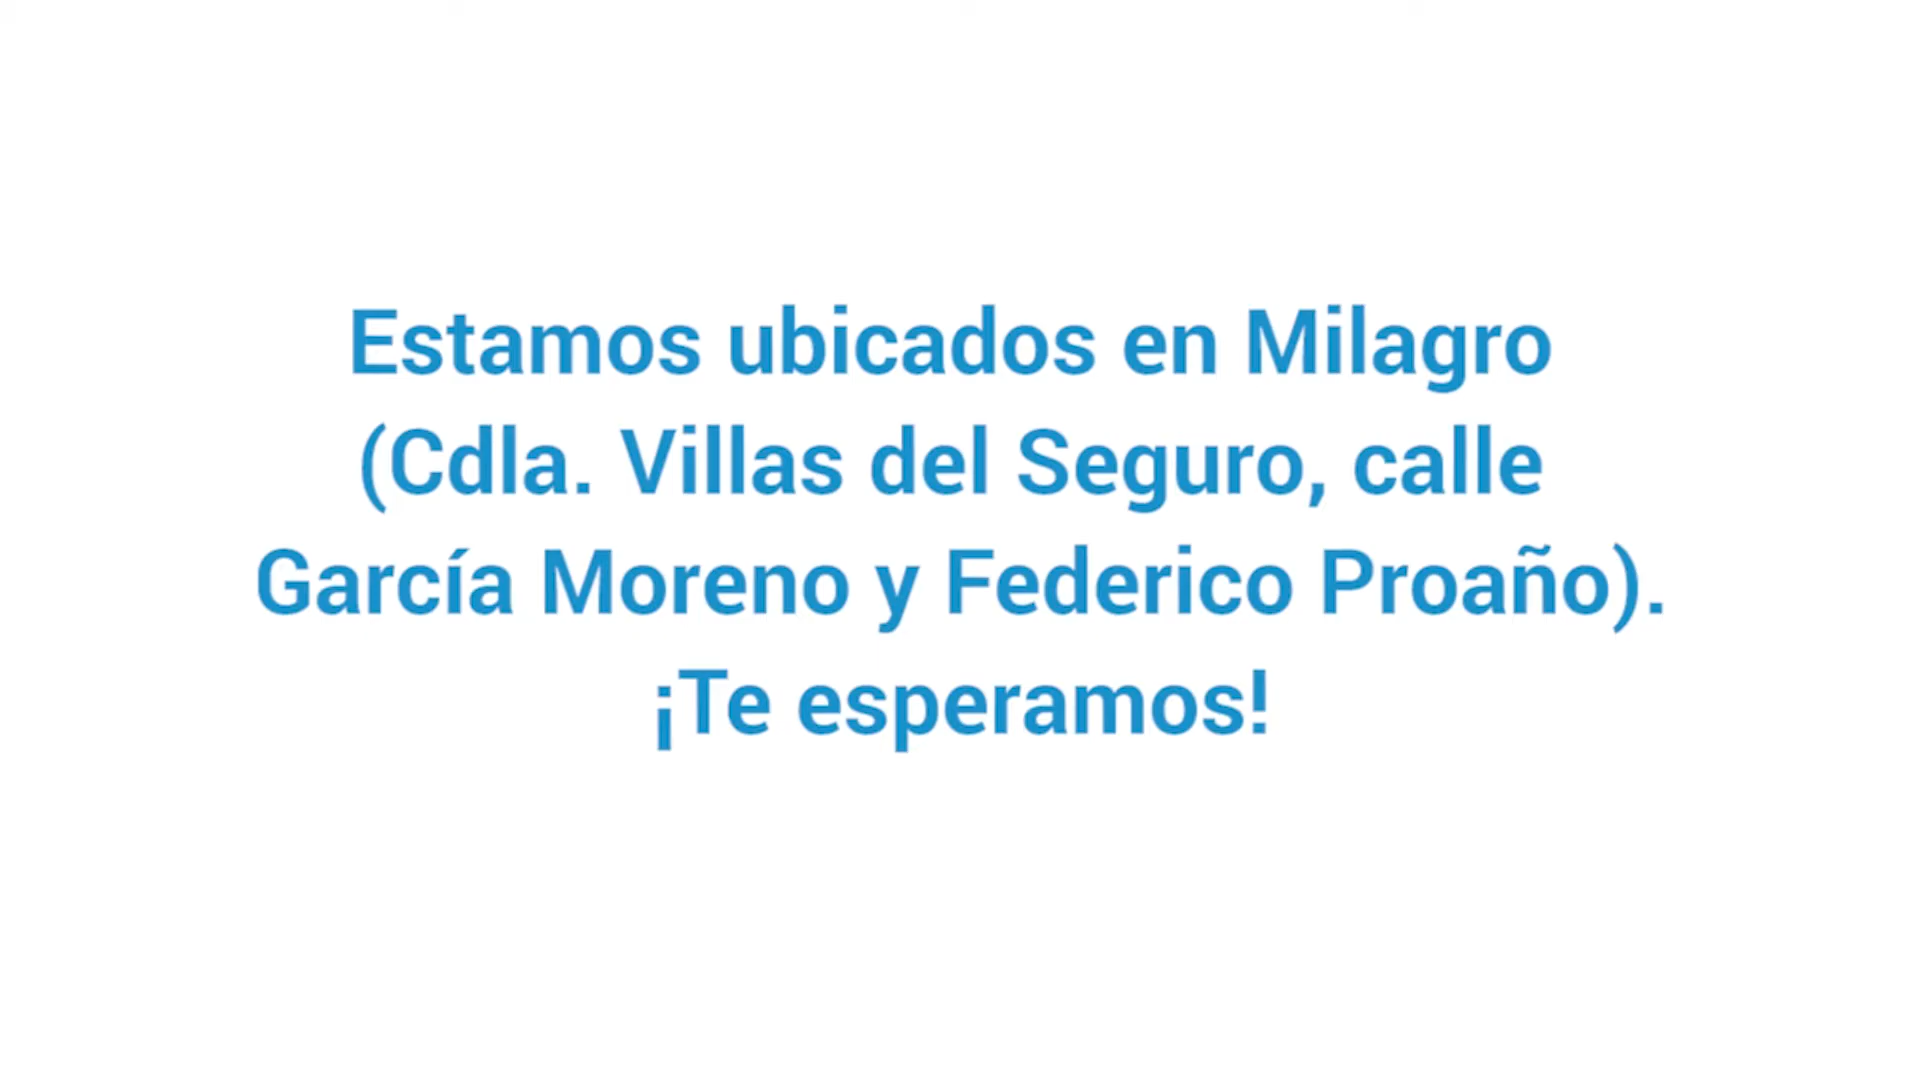 Estamos ubicados en Milagro
(Cdla. Villas del Seguro, calle
García Moreno y Federico Proaño).
¡Te esperamos!